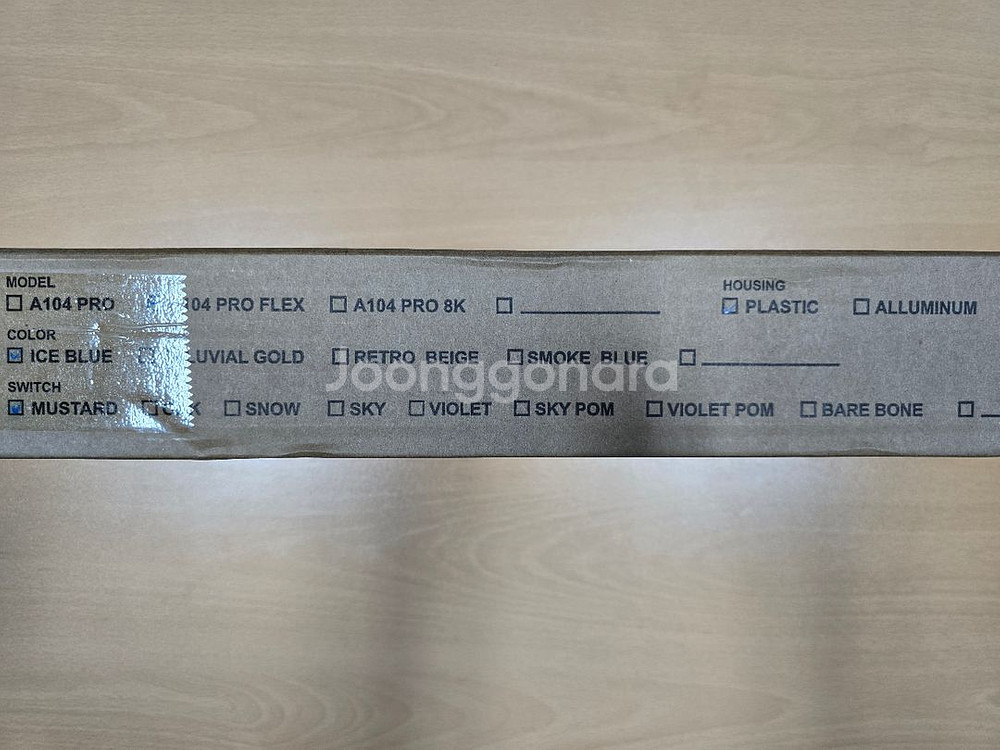 MODEL HOUSING
A104 PRO 04 PRO FLEX A104 PRO 8K PLASTIC ALLUMINUM
COLOR
ICE BLUE LUVIAL GOLD RETRO BEIGE SMOKE BLUE
SWITCH
MUSTARD SNOW SKY VIOLET SKY POM VIOLET POM BARE BONE
Joonggonara